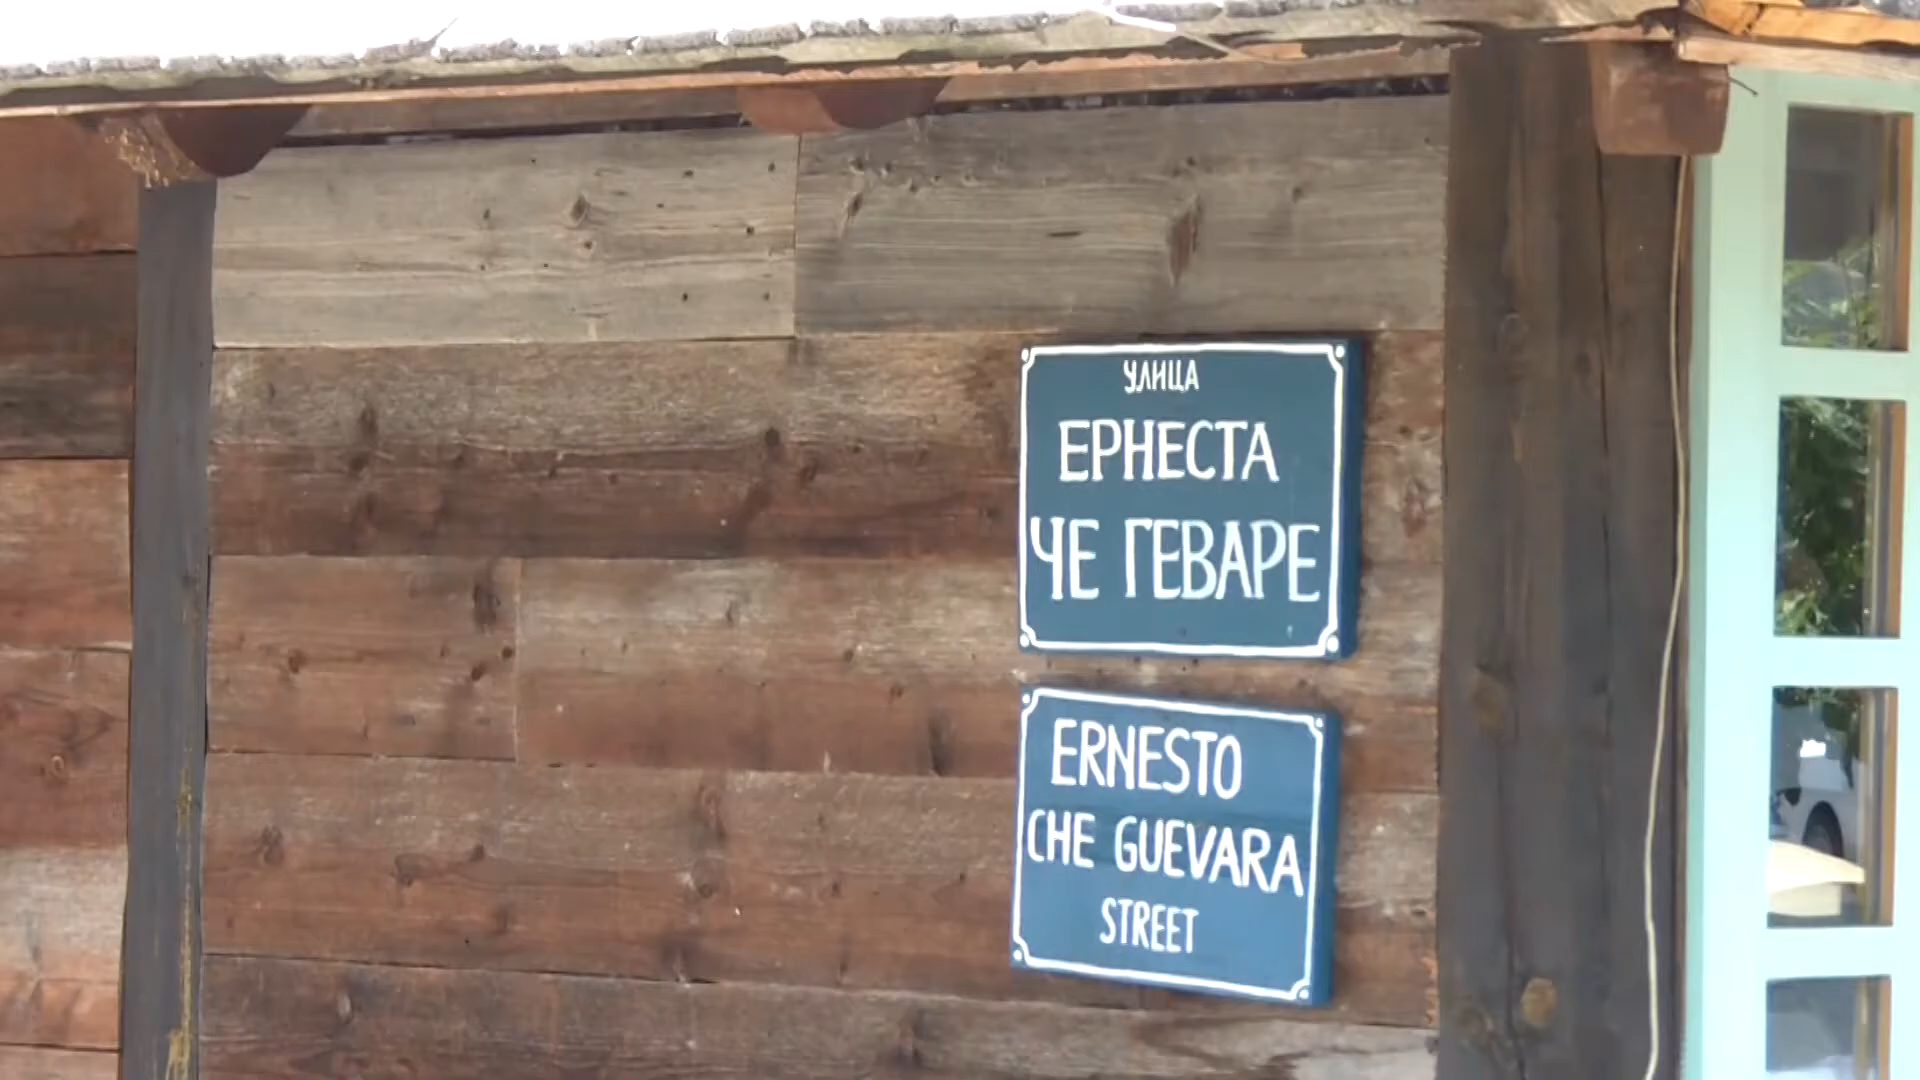 УЛИЦА
ЕРНЕСТА
ЧЕ ГЕВАРЕ
ERNESTO
CHE GUEVARA
STREET